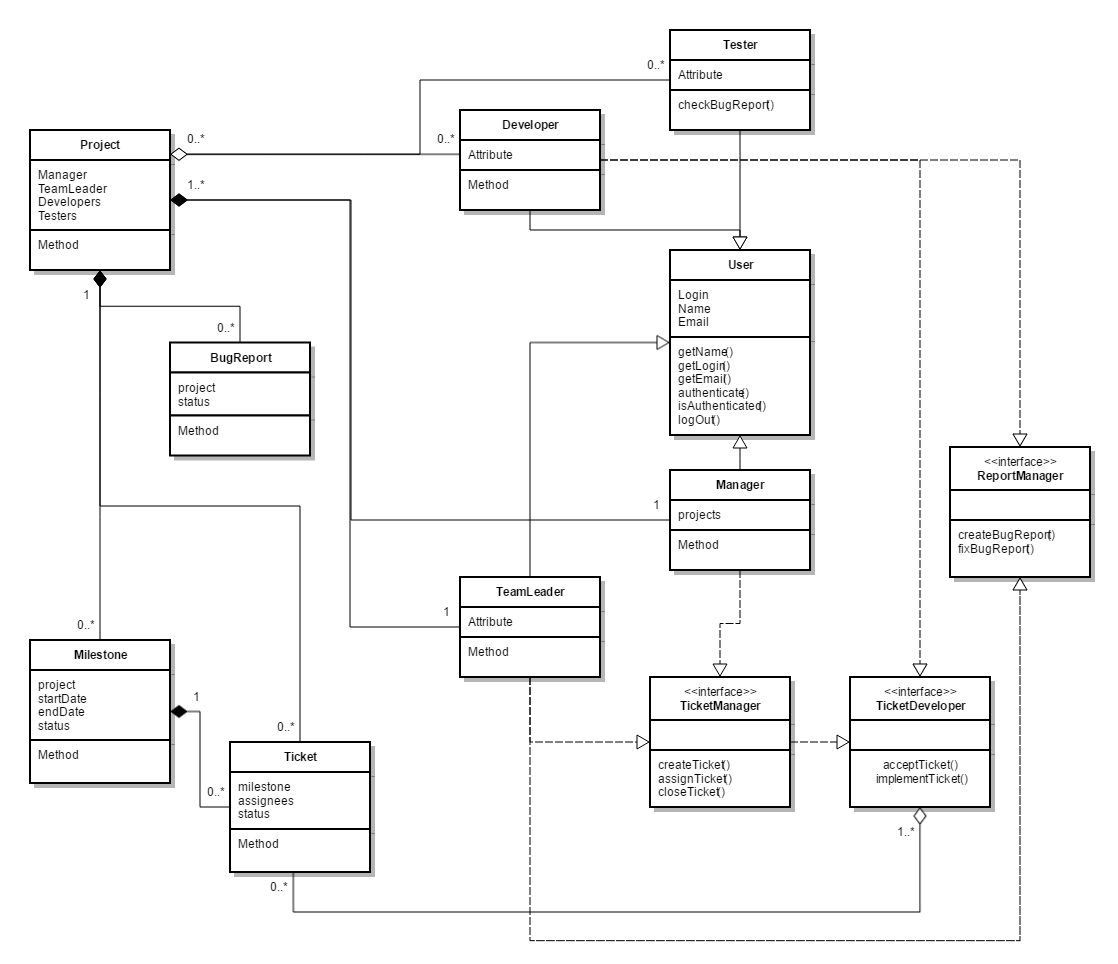 Tester
0..*
Attribute
checkBugReport()
Developer
0..*
Attribute
Method
Project
0..*
Manager
TeamLeader
Developers
Testers
1..*
Method
1
User
Login
Name
Email
getName()
getLogin()
getEmail()
authenticate()
isAuthenticated()
logOut()
0..*
BugReport
project
status
Method
<<interface>>
ReportManager
createBugReport()
fixBugReport()
Manager
1
projects
Method
TeamLeader
1
Attribute
Method
0..*
Milestone
project
startDate
endDate
status
Method
1
0..*
0..*
Ticket
milestone
assignees
status
Method
0..*
<<interface>>
TicketManager
createTicket()
assignTicket()
closeTicket()
<<interface>>
TicketDeveloper
acceptTicket()
implementTicket()
1..*